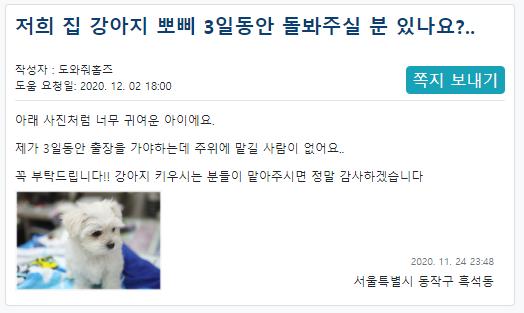 저희 집 강아지 뽀삐 3일동안 돌봐주실 분 있나요?..
작성자 : 도와줘홈즈
도움 요청일: 2020. 12. 02 18:00
쪽지 보내기
아래 사진처럼 너무 귀여운 아이에요.
제가 3일동안 출장을 가야하는데 주위에 맡길 사람이 없어요..
꼭 부탁드립니다!! 강아지 키우시는 분들이 맡아주시면 정말 감사하겠습니다
2020. 11. 24 23:48
서울특별시 동작구 흑석동